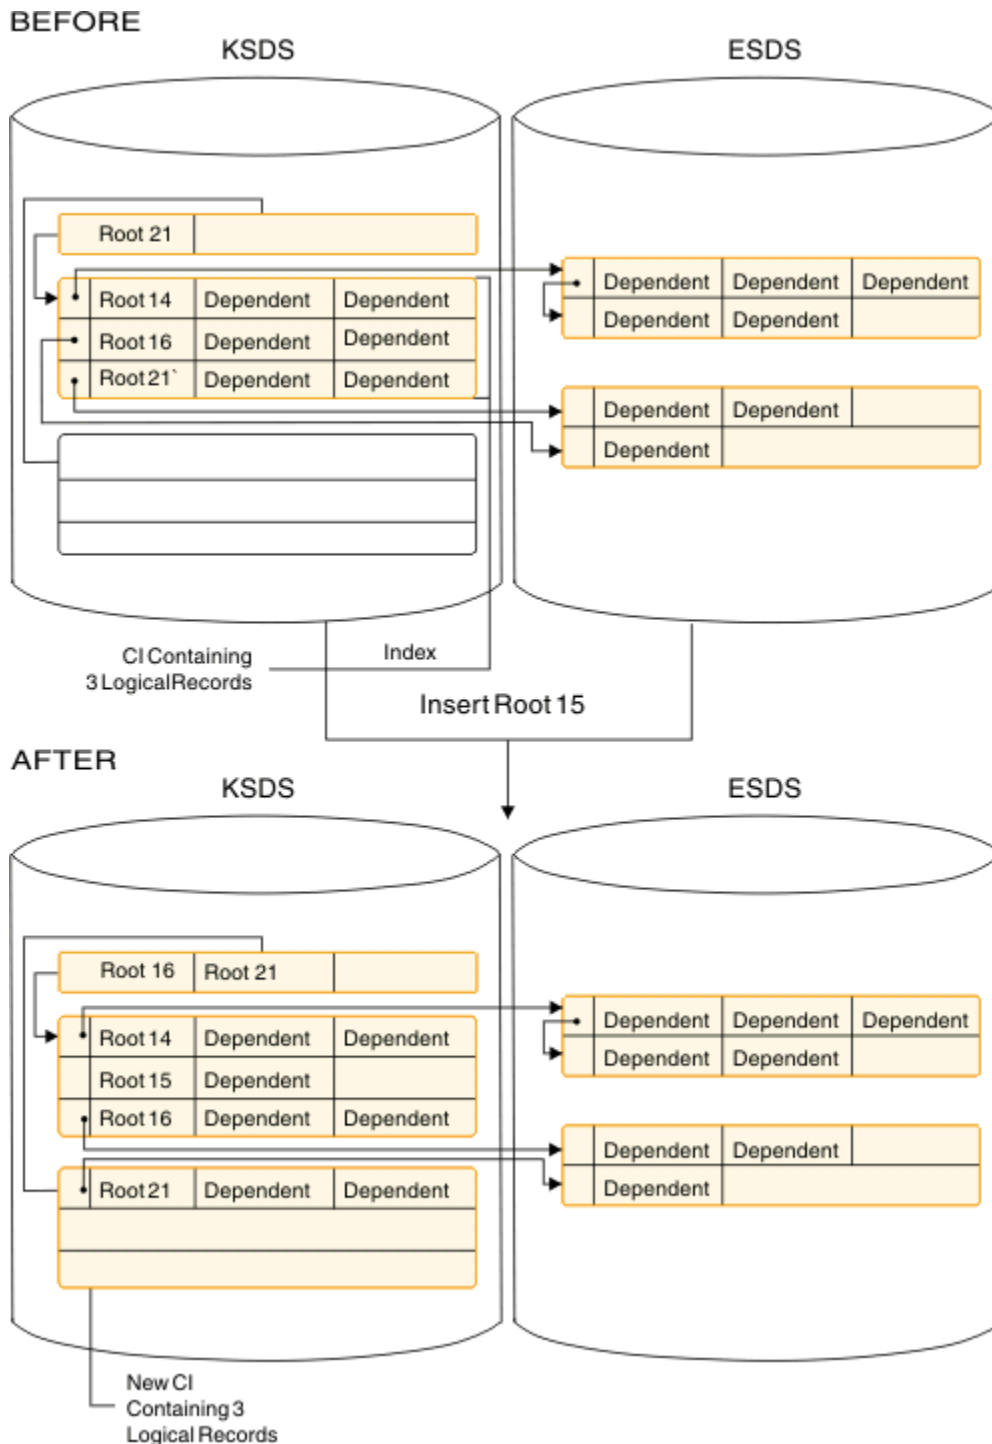 BEFORE
KSDS ESDS
Root 21
Root 14 Dependent Dependent
Root 16 Dependent Dependent
Root 21` Dependent Dependent
Dependent Dependent Dependent
Dependent Dependent
Dependent Dependent
Dependent
CI Containing
3 Logical Records
Index
Insert Root 15
AFTER
KSDS ESDS
Root 16 Root 21
Root 14 Dependent Dependent
Root 15 Dependent
Root 16 Dependent Dependent
Root 21 Dependent Dependent
Dependent Dependent Dependent
Dependent Dependent
Dependent Dependent
Dependent
New CI
Containing 3
Logical Records